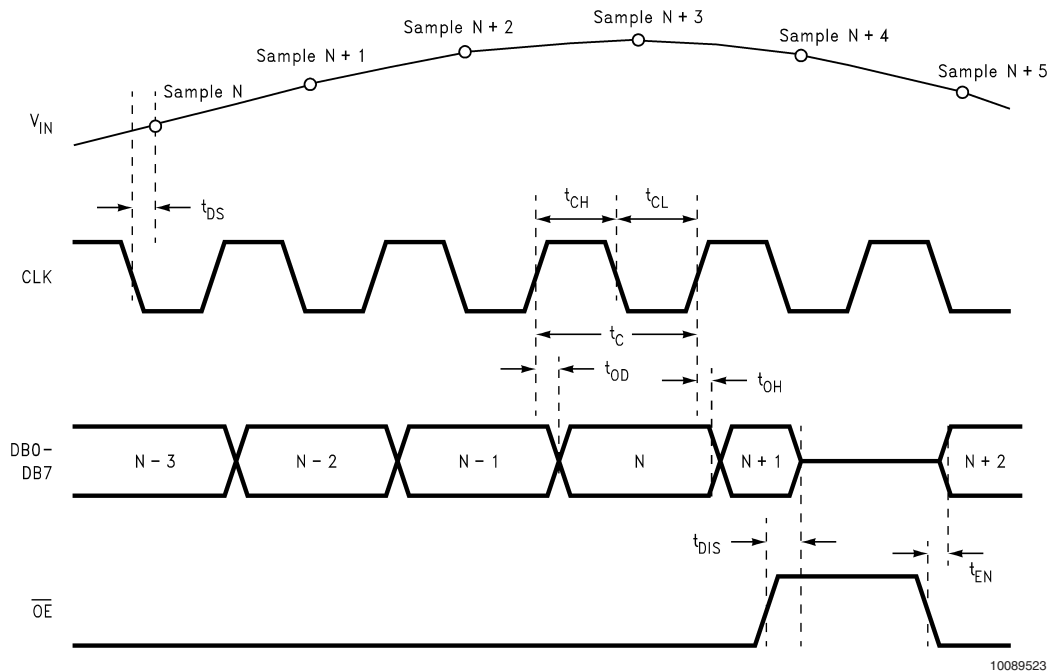 Sample N + 3
Sample N + 2
Sample N + 4
Sample N + 1
Sample N + 5
Sample N
VIN
tDS
tCH
tCL
CLK
tC
tOD
tOH
DB0-
DB7
N - 3
N - 2
N - 1
N
N + 1
N + 2
tDIS
tEN
OE
10089523